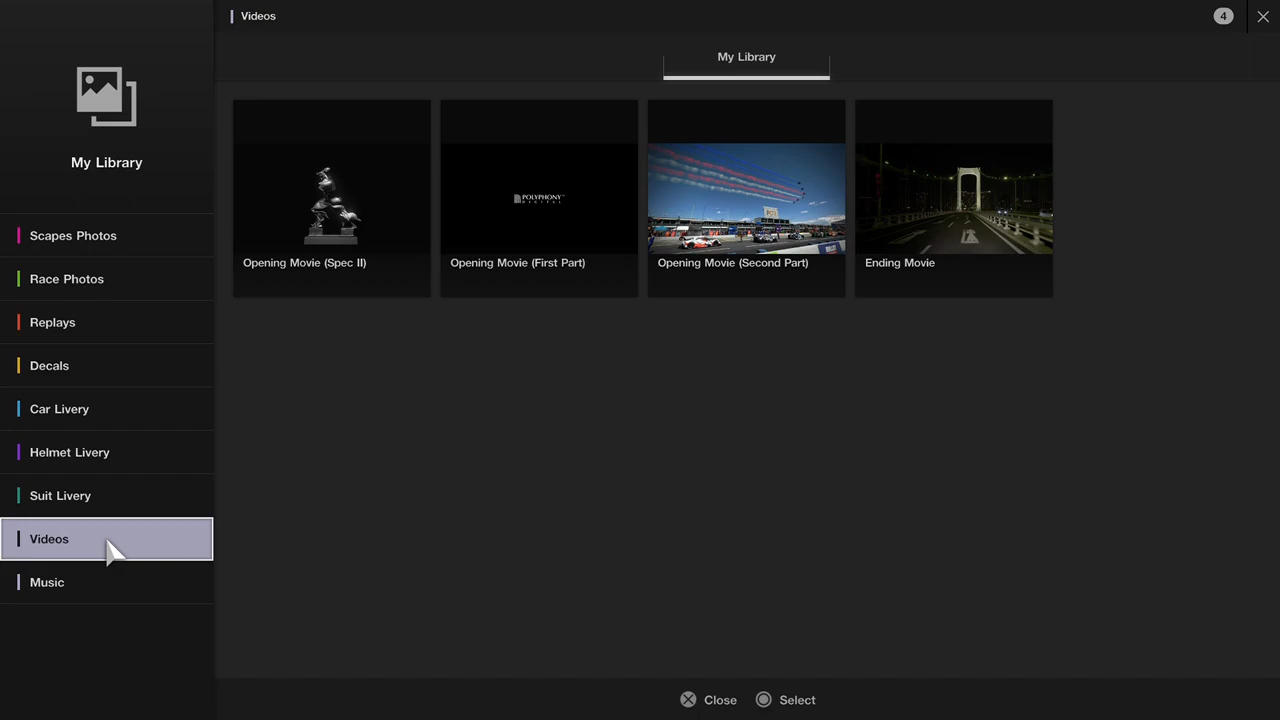 My Library
Scapes Photos
Race Photos
Replays
Decals
Car Livery
Helmet Livery
Suit Livery
Videos
Music
Videos
4
My Library
Opening Movie (Spec II)
POLYPHONY
DIGITAL
Opening Movie (First Part)
Opening Movie (Second Part)
Ending Movie
Close
Select